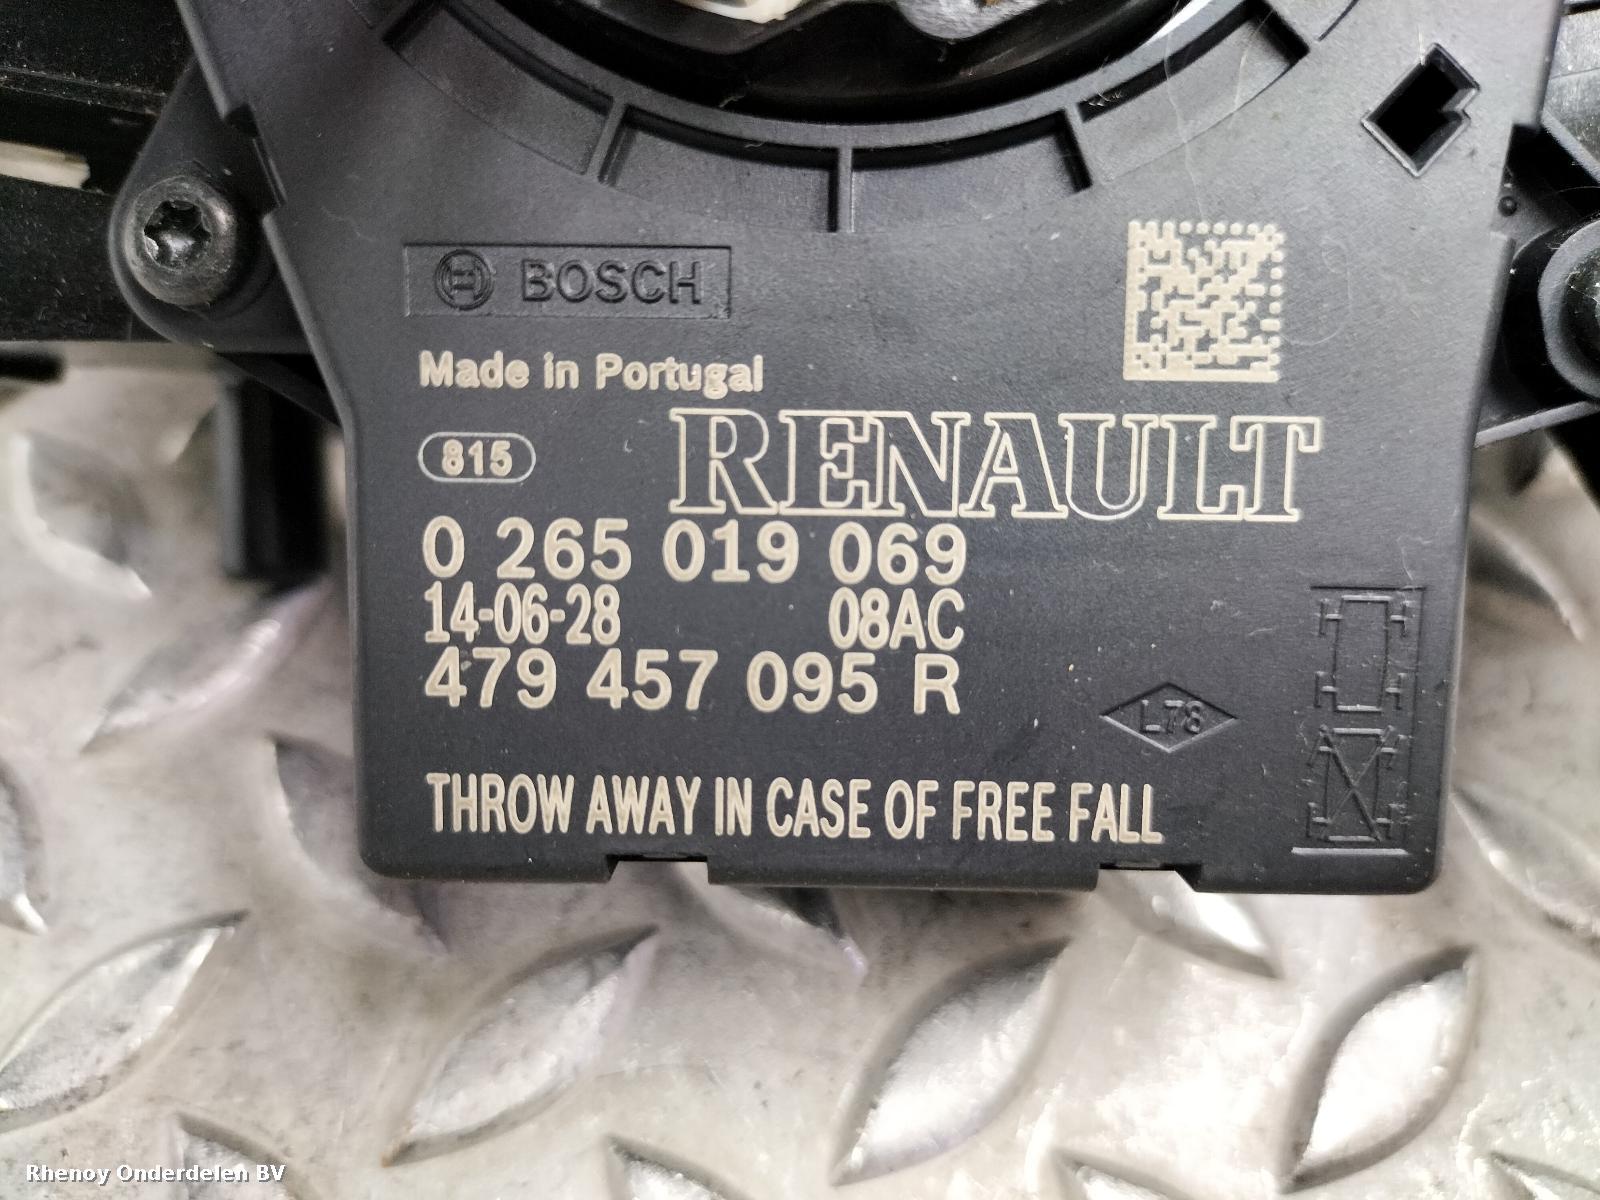 BOSCH
Made in Portugal
815
RENAULT
0 265 019 069
14-06-28 08AC
479 457 095 R
L78
THROW AWAY IN CASE OF FREE FALL
Rhenoy Onderdelen BV